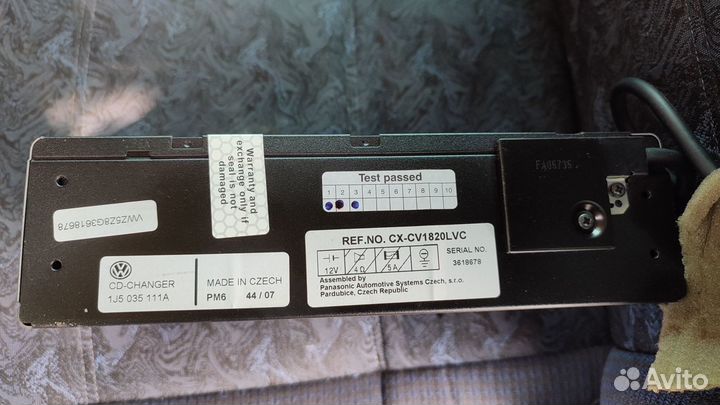 VWZ5Z8G3618678
Warranty and
exchange only if
seal is not
damaged
Test passed
1 2 3 4 5 6 7 8 9 10
FA06735
REF.NO. CX-CV1820LVC
12V 4Ω 5A
SERIAL NO.
3618678
Assembled by
Panasonic Automotive Systems Czech, s.r.o.
Pardubice, Czech Republic
CD-CHANGER
1J5 035 111A
MADE IN CZECH
PM6 44 / 07
Avito